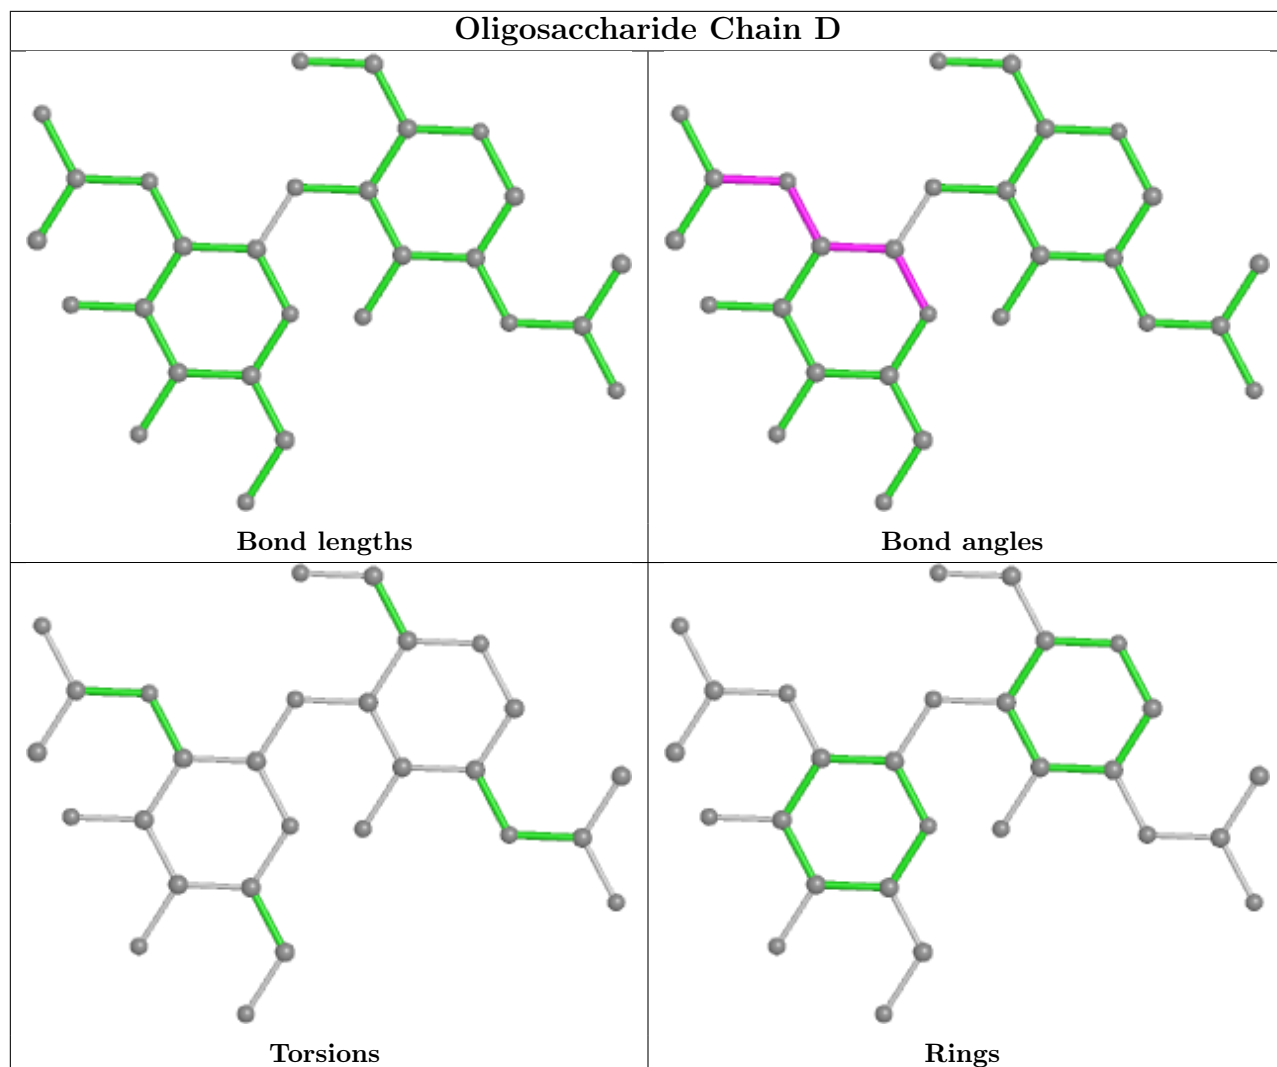 Oligosaccharide Chain D
Bond lengths
Bond angles
Torsions
Rings